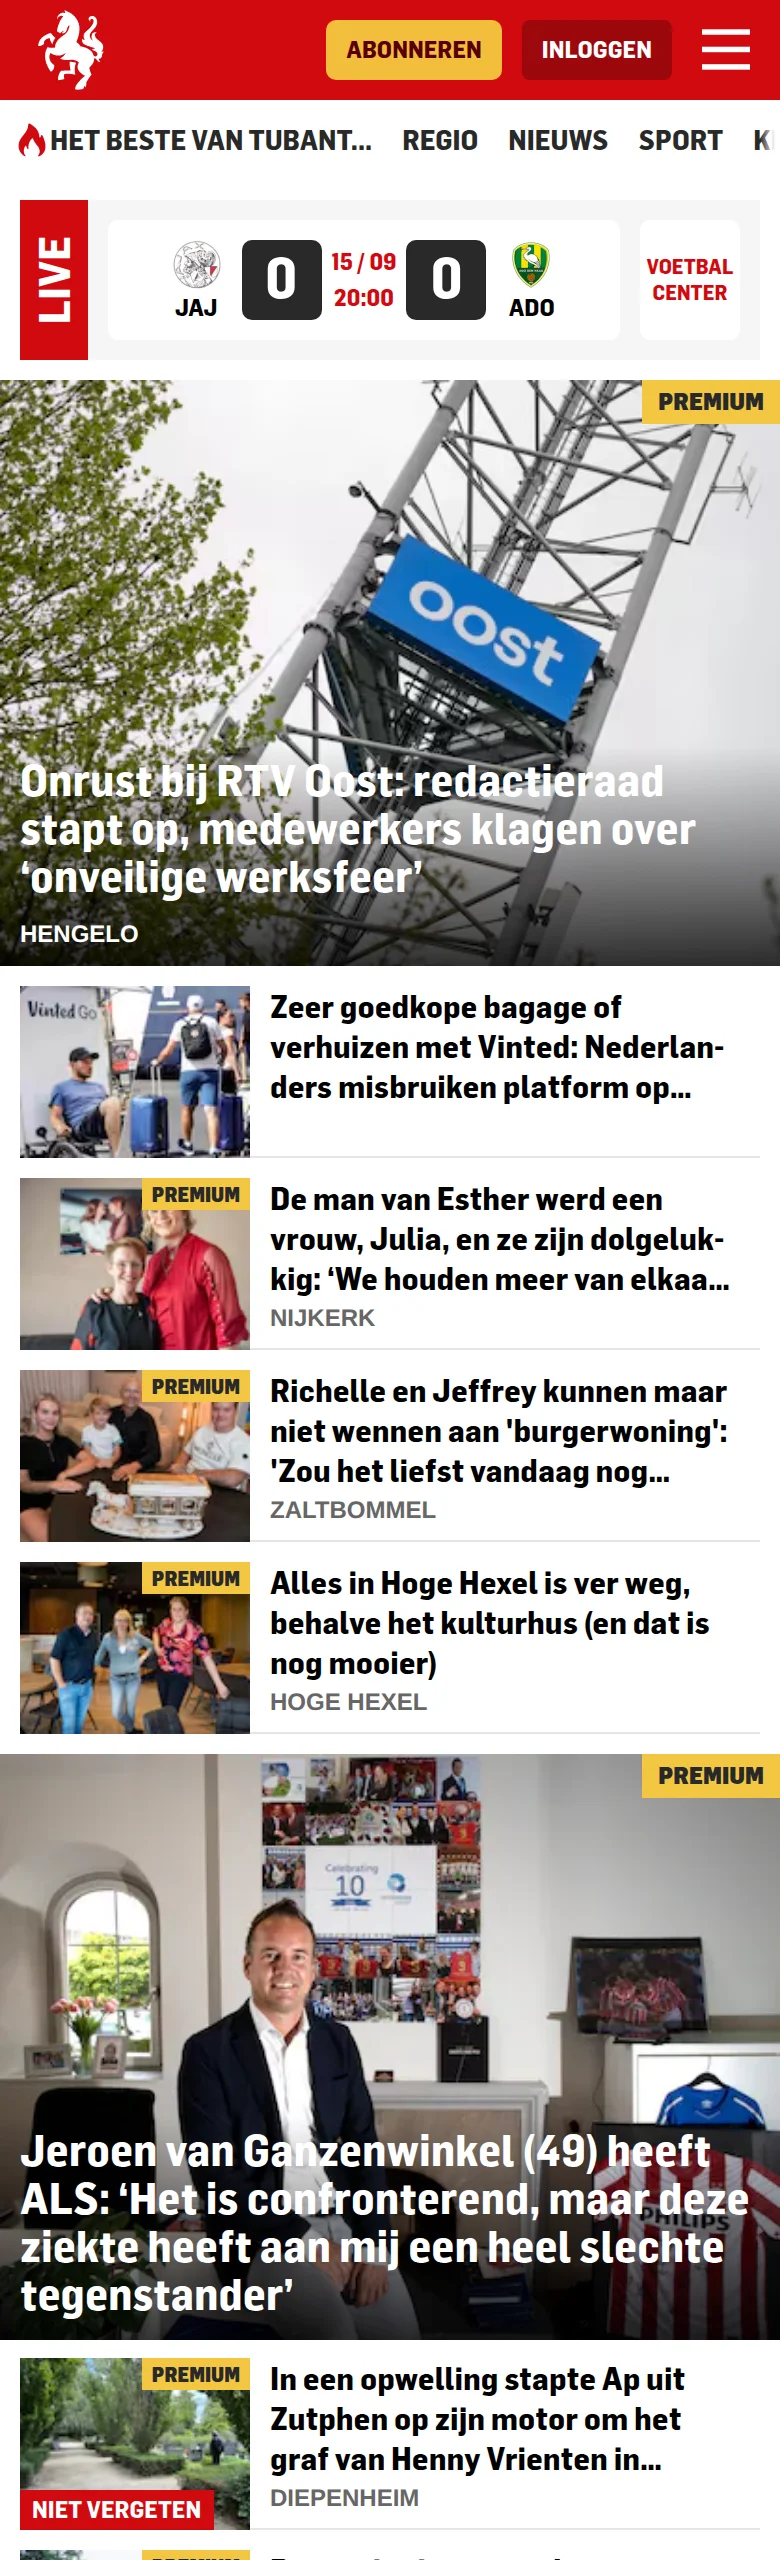 ABONNEREN
INLOGGEN
HET BESTE VAN TUBANT...
REGIO
NIEUWS
SPORT
LIVE
JAJ
0
15 / 09
20:00
0
ADO
VOETBAL
CENTER
PREMIUM
oost
Onrust bij RTV Oost: redactieraad
stapt op, medewerkers klagen over
‘onveilige werksfeer’
HENGELO
Vinted Go
Zeer goedkope bagage of
verhuizen met Vinted: Nederlan-
ders misbruiken platform op...
PREMIUM
De man van Esther werd een
vrouw, Julia, en ze zijn dolgeluk-
kig: ‘We houden meer van elkaa...
NIJKERK
PREMIUM
Richelle en Jeffrey kunnen maar
niet wennen aan 'burgerwoning':
'Zou het liefst vandaag nog...
ZALTBOMMEL
PREMIUM
Alles in Hoge Hexel is ver weg,
behalve het kulturhus (en dat is
nog mooier)
HOGE HEXEL
PREMIUM
Celebrating
10
PHILIPS
Jeroen van Ganzenwinkel (49) heeft
ALS: ‘Het is confronterend, maar deze
ziekte heeft aan mij een heel slechte
tegenstander’
PREMIUM
NIET VERGETEN
In een opwelling stapte Ap uit
Zutphen op zijn motor om het
graf van Henny Vrienten in...
DIEPENHEIM